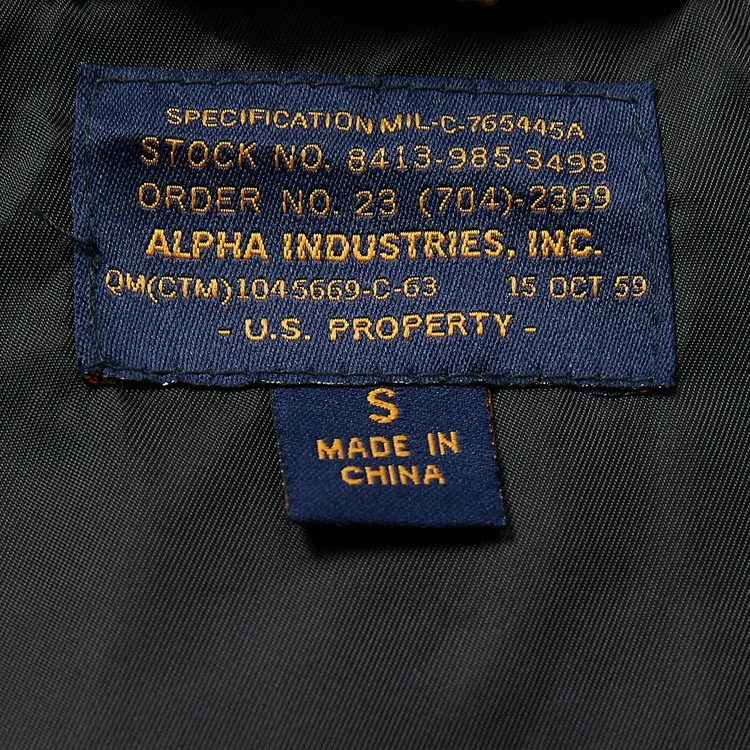 SPECIFICATION MIL-C-765445A
STOCK NO. 8413-985-3498
ORDER NO. 23 (704)-2369
ALPHA INDUSTRIES, INC.
QM(CTM)1045669-C-63 15 OCT 59
- U.S. PROPERTY -
S
MADE IN
CHINA